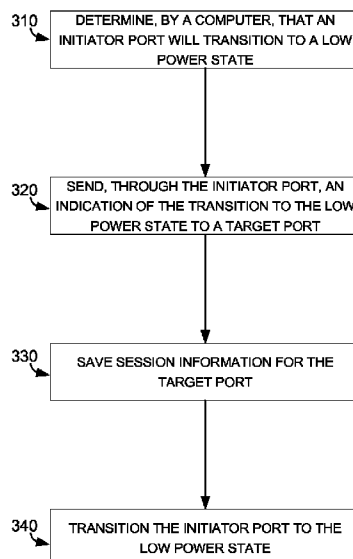 310
DETERMINE, BY A COMPUTER, THAT AN
INITIATOR PORT WILL TRANSITION TO A LOW
POWER STATE
320
SEND, THROUGH THE INITIATOR PORT, AN
INDICATION OF THE TRANSITION TO THE LOW
POWER STATE TO A TARGET PORT
330
SAVE SESSION INFORMATION FOR THE
TARGET PORT
340
TRANSITION THE INITIATOR PORT TO THE
LOW POWER STATE